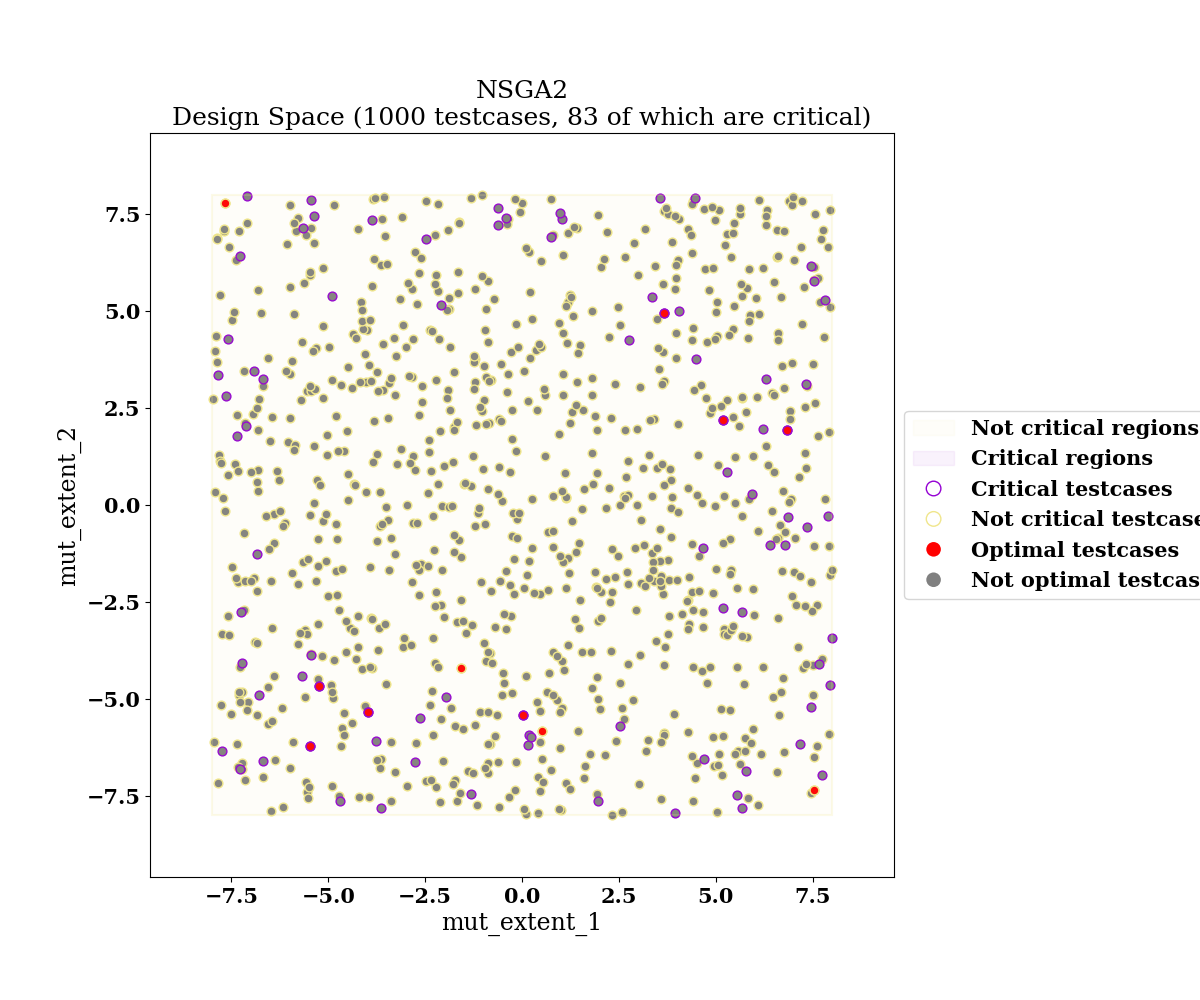 NSGA2
Design Space (1000 testcases, 83 of which are critical)
mut_extent_2
7.5
5.0
2.5
0.0
−2.5
−5.0
−7.5
−7.5 −5.0 −2.5 0.0 2.5 5.0 7.5
mut_extent_1
Not critical regions
Critical regions
Critical testcases
Not critical testcase
Optimal testcases
Not optimal testcas